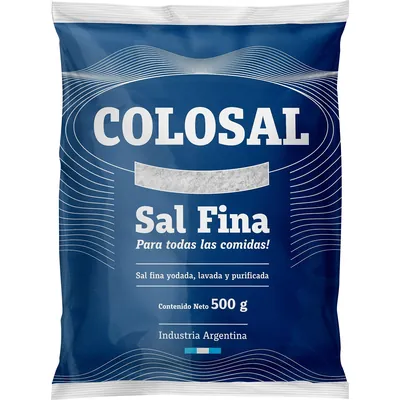 COLOSAL
Sal Fina
Para todas las comidas!
Sal fina yodada, lavada y purificada
Contenido Neto 500 g
Industria Argentina